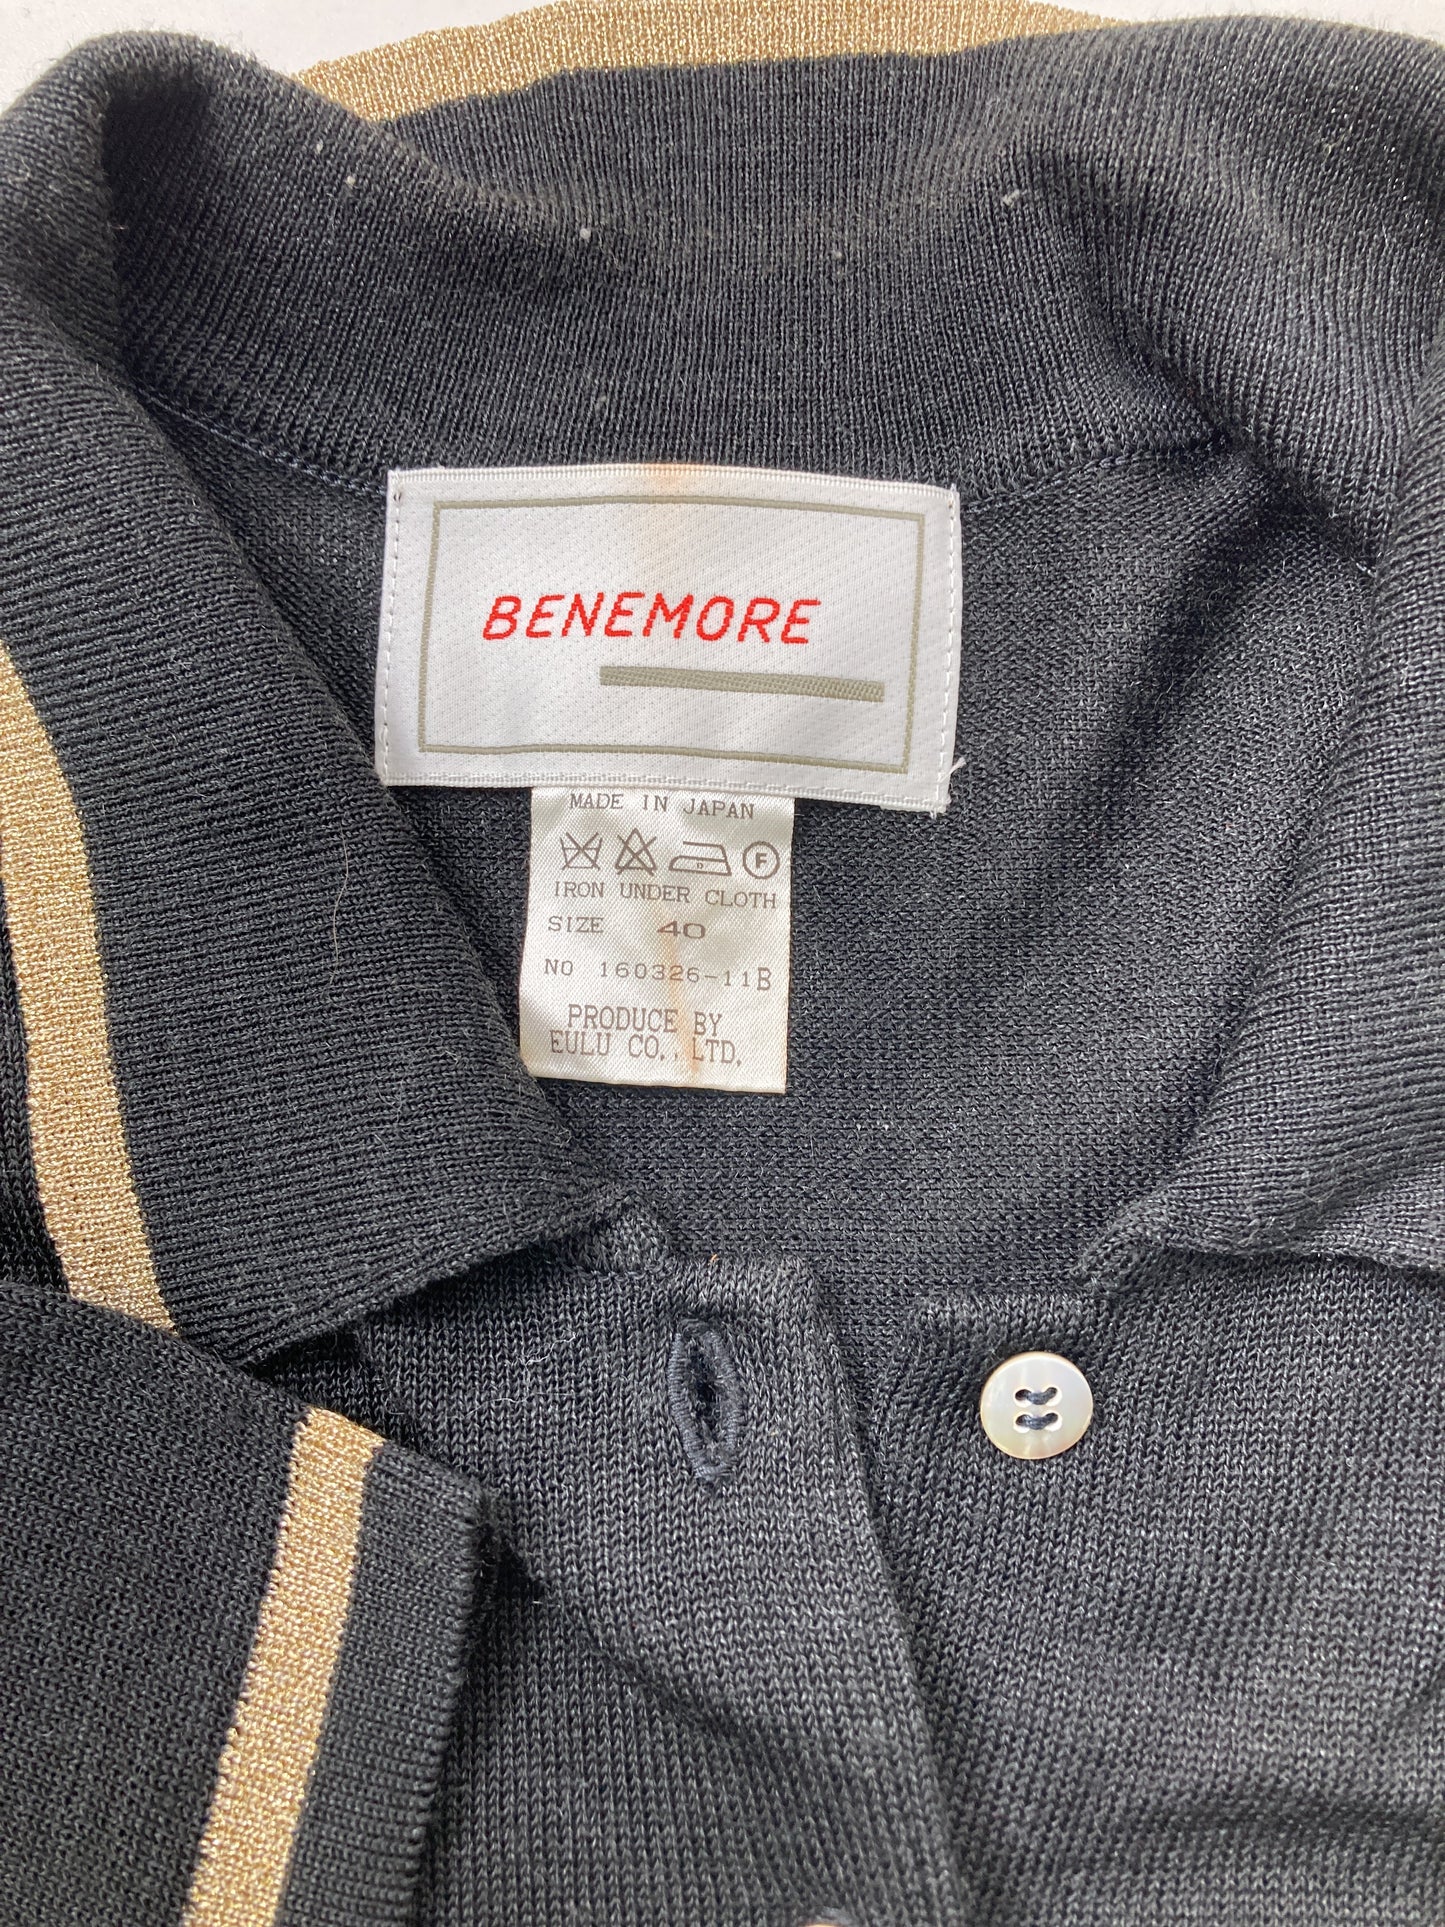 BENEMORE
MADE IN JAPAN
F
IRON UNDER CLOTH
SIZE 40
NO 160326-11B
PRODUCE BY
EULU CO., LTD.